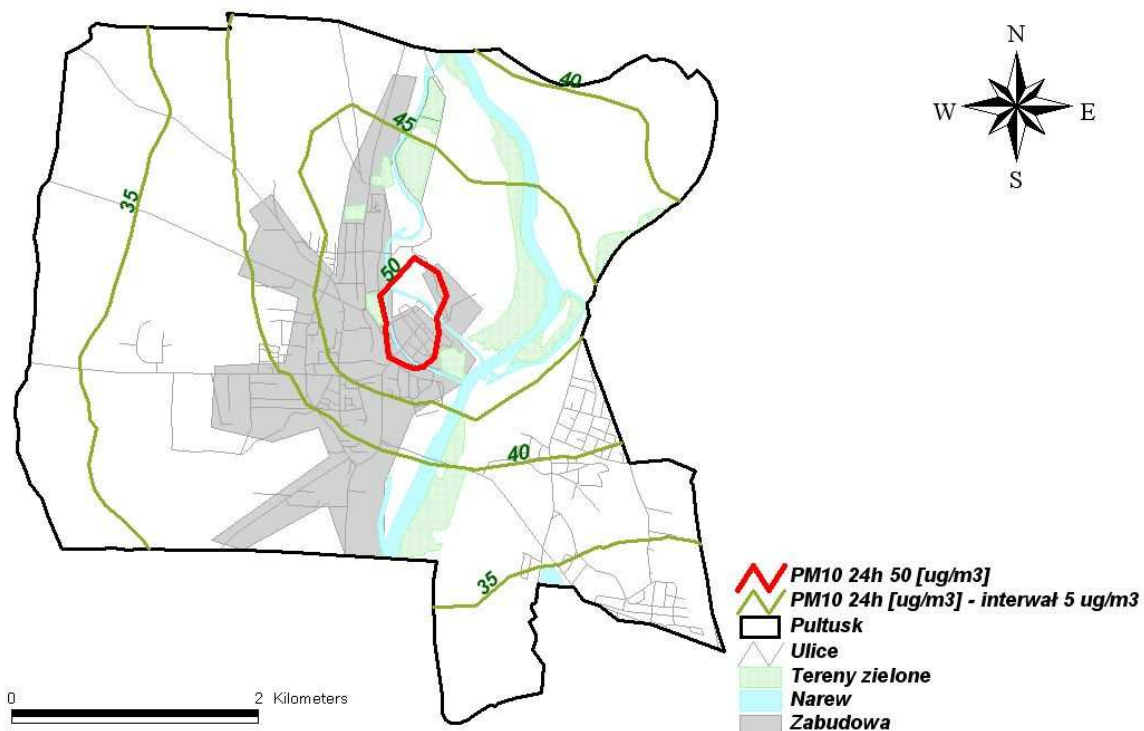 N
W E
S
40
45
35
50
40
35
PM10 24h 50 [ug/m3]
PM10 24h [ug/m3] - interwał 5 ug/m3
Pultusk
Ulice
Tereny zielone
Narew
Zabudowa
0 2 Kilometers